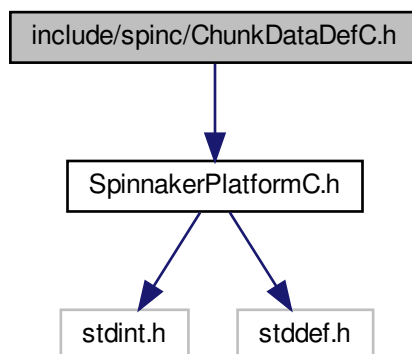 include/spinc/ChunkDataDefC.h
SpinnakerPlatformC.h
stdint.h
stddef.h